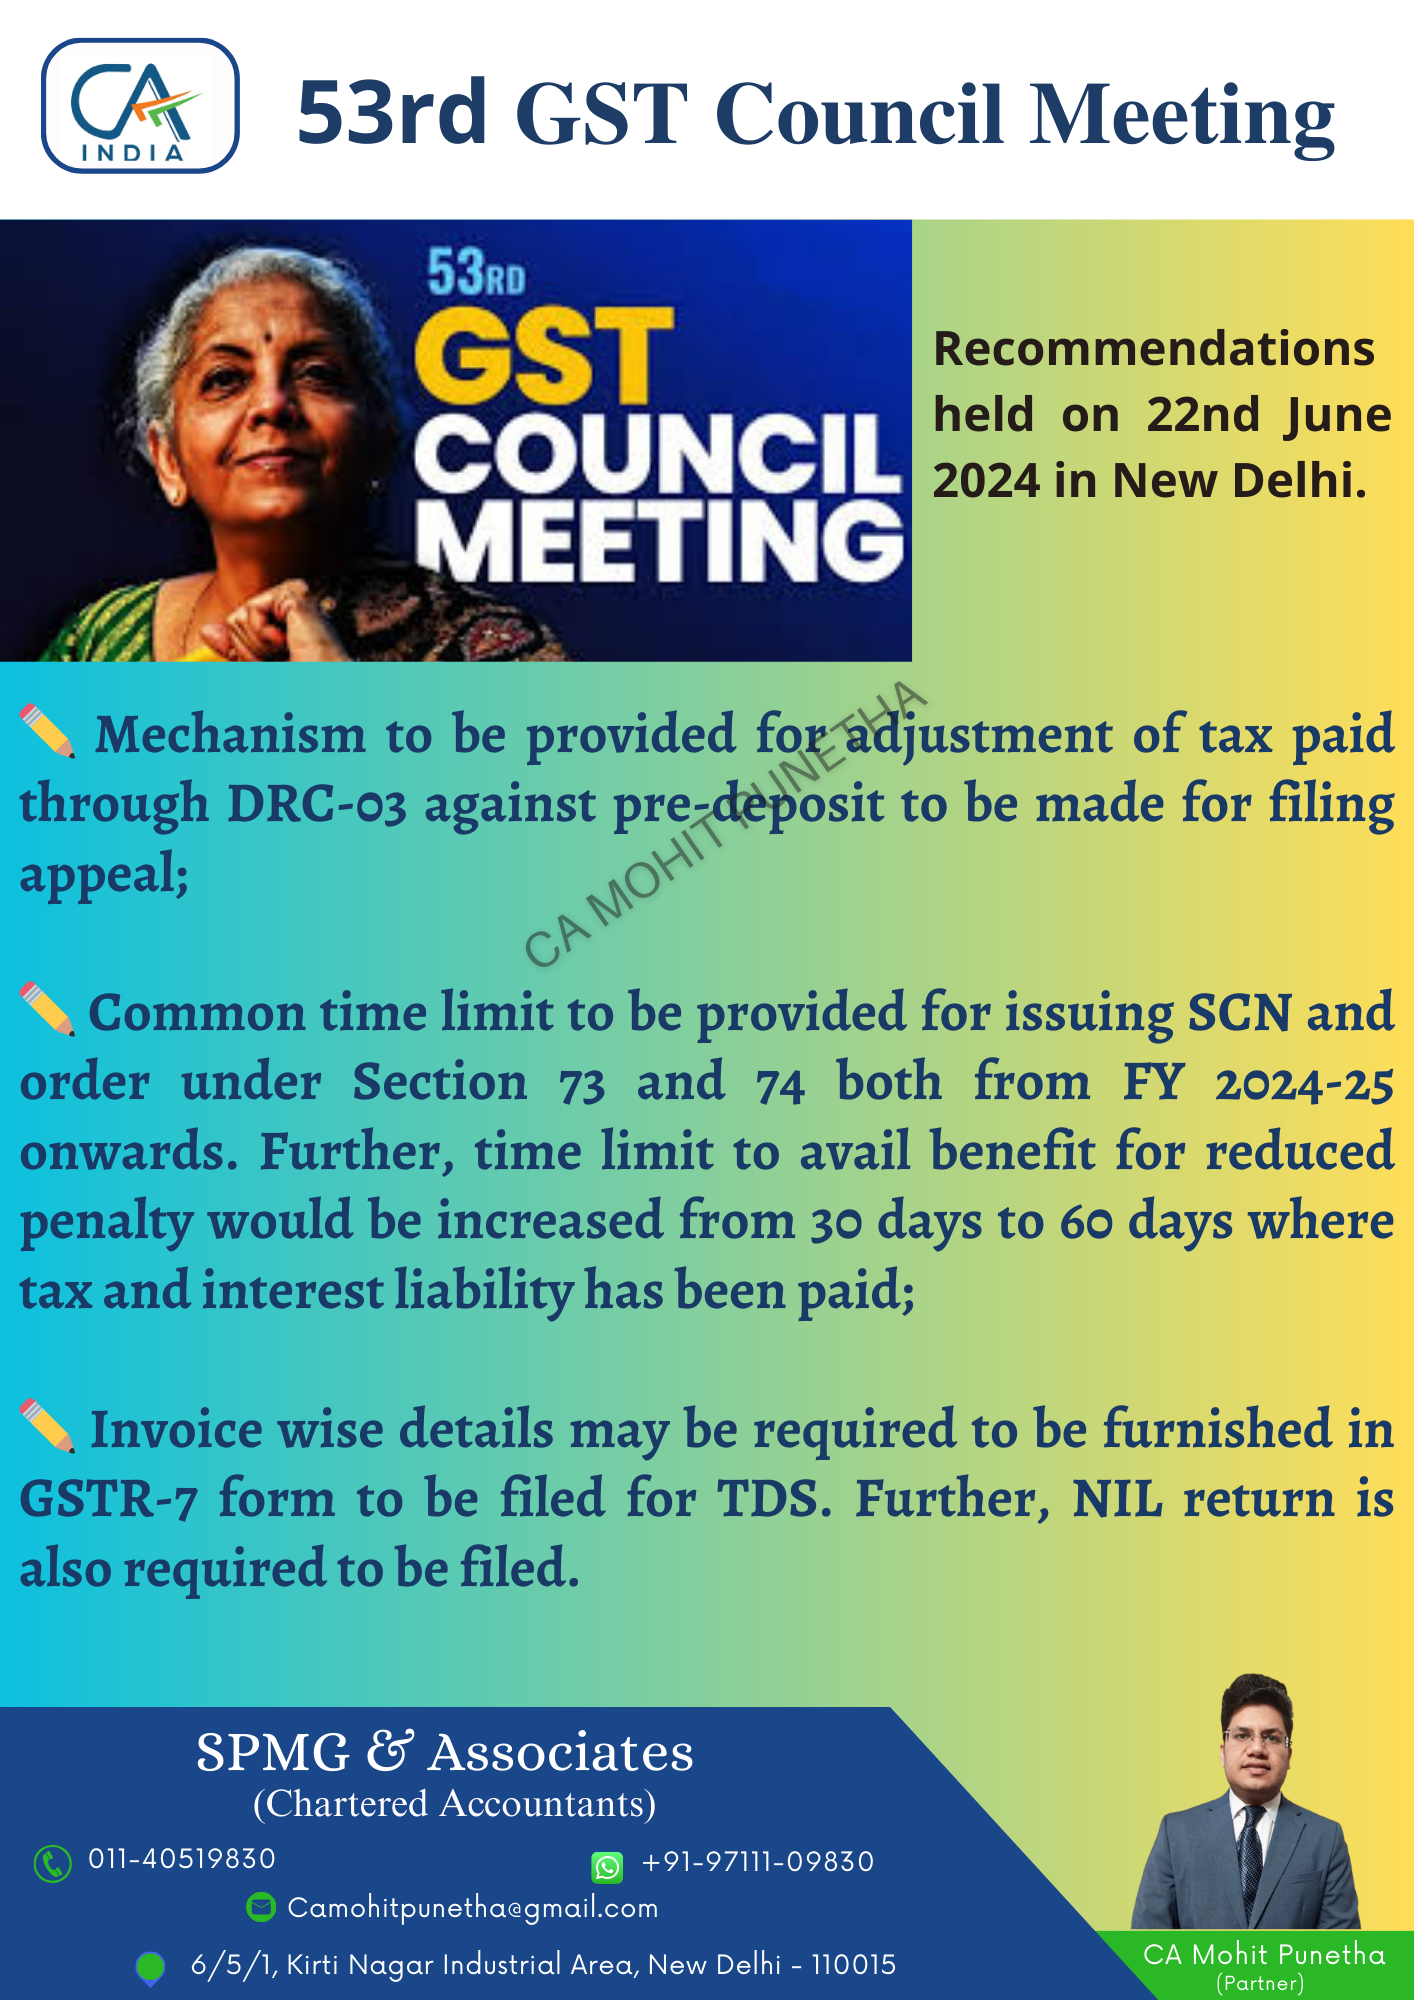 CA
INDIA
53rd GST Council Meeting
53RD
GST
COUNCIL
MEETING
Recommendations
held on 22nd June
2024 in New Delhi.
Mechanism to be provided for adjustment of tax paid
through DRC-03 against pre-deposit to be made for filing
appeal;
CA MOHIT PUNETHA
Common time limit to be provided for issuing SCN and
order under Section 73 and 74 both from FY 2024-25
onwards. Further, time limit to avail benefit for reduced
penalty would be increased from 30 days to 60 days where
tax and interest liability has been paid;
Invoice wise details may be required to be furnished in
GSTR-7 form to be filed for TDS. Further, NIL return is
also required to be filed.
SPMG & Associates
(Chartered Accountants)
011-40519830
+91-97111-09830
Camohitpunetha@gmail.com
6/5/1, Kirti Nagar Industrial Area, New Delhi - 110015
CA Mohit Punetha
(Partner)